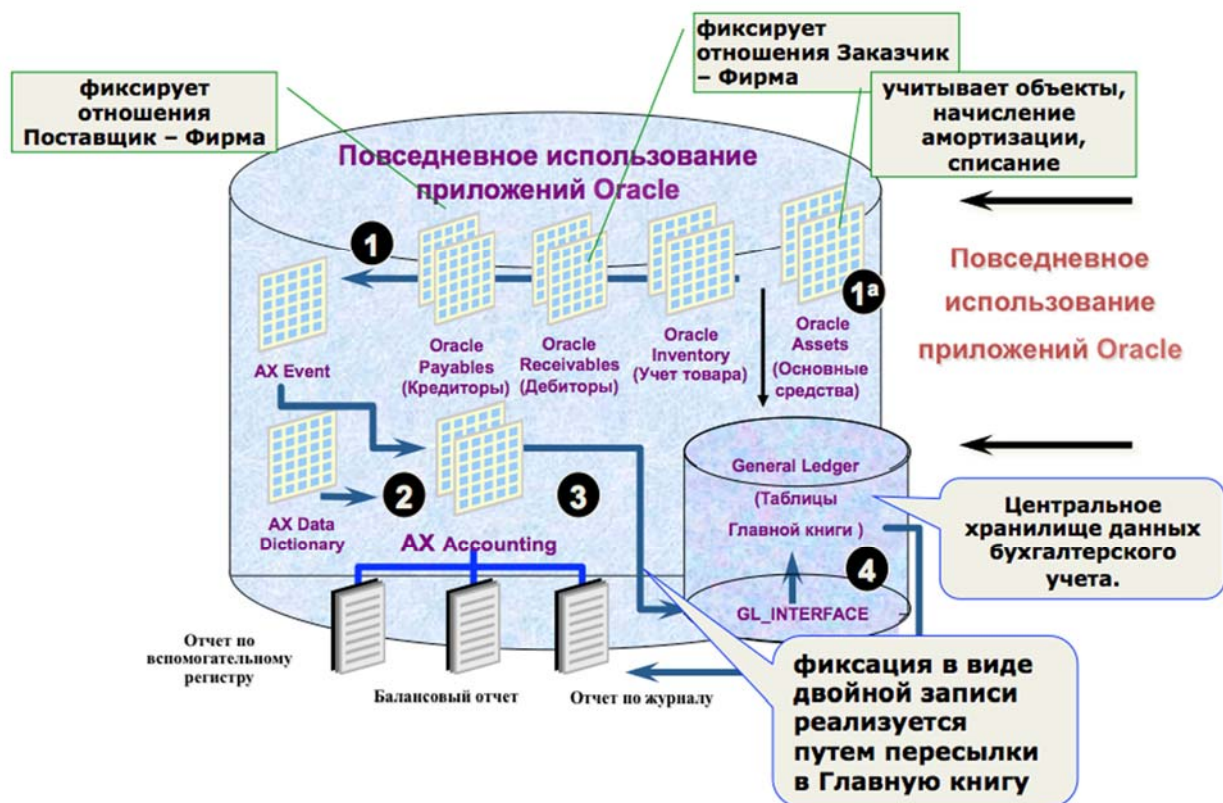 фиксирует
отношения
Поставщик – Фирма
фиксирует
отношения Заказчик
– Фирма
учитывает объекты,
начисление
амортизации,
списание
Повседневное использование
приложений Oracle
1
1ª
Повседневное
использование
приложений Oracle
AX Event
Oracle
Payables
(Кредиторы)
Oracle
Receivables
(Дебиторы)
Oracle
Inventory
(Учет товара)
Oracle
Assets
(Основные
средства)
AX Data
Dictionary
2
AX Accounting
3
General Ledger
(Таблицы
Главной книги )
4
GL_INTERFACE
Центральное
хранилище данных
бухгалтерского
учета.
Отчет по
вспомогательному
регистру
Балансовый отчет
Отчет по журналу
фиксация в виде
двойной записи
реализуется
путем пересылки
в Главную книгу